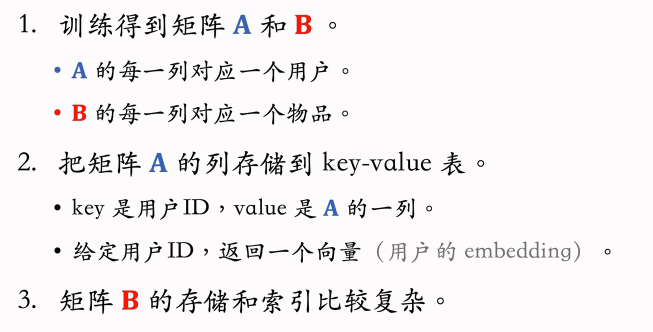 1. 训练得到矩阵 A 和 B 。
• A 的每一列对应一个用户。
• B 的每一列对应一个物品。
2. 把矩阵 A 的列存储到 key-value 表。
• key 是用户ID，value 是 A 的一列。
• 给定用户ID，返回一个向量（用户的 embedding）。
3. 矩阵 B 的存储和索引比较复杂。